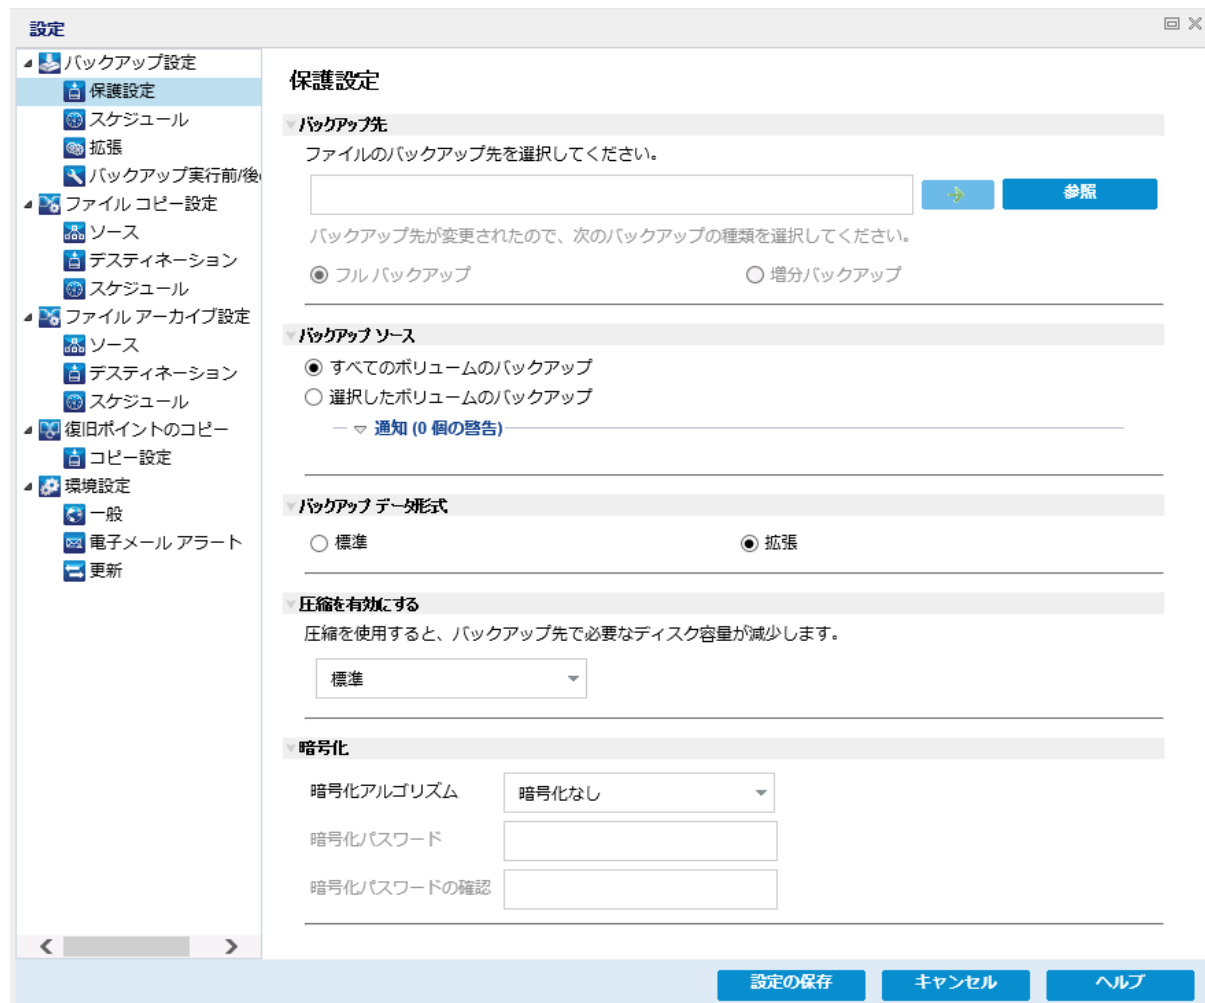 設定
バックアップ設定
保護設定
スケジュール
拡張
バックアップ実行前/後
ファイル コピー設定
ソース
デスティネーション
スケジュール
ファイル アーカイブ設定
ソース
デスティネーション
スケジュール
復旧ポイントのコピー
コピー設定
環境設定
一般
電子メール アラート
更新
保護設定
バックアップ先
ファイルのバックアップ先を選択してください。
参照
バックアップ先が変更されたので、次のバックアップの種類を選択してください。
フル バックアップ 増分バックアップ
バックアップ ソース
すべてのボリュームのバックアップ
選択したボリュームのバックアップ
通知 (0 個の警告)
バックアップ データ形式
標準 拡張
圧縮を有効にする
圧縮を使用すると、バックアップ先で必要なディスク容量が減少します。
標準
暗号化
暗号化アルゴリズム 暗号化なし
暗号化パスワード
暗号化パスワードの確認
設定の保存 キャンセル ヘルプ